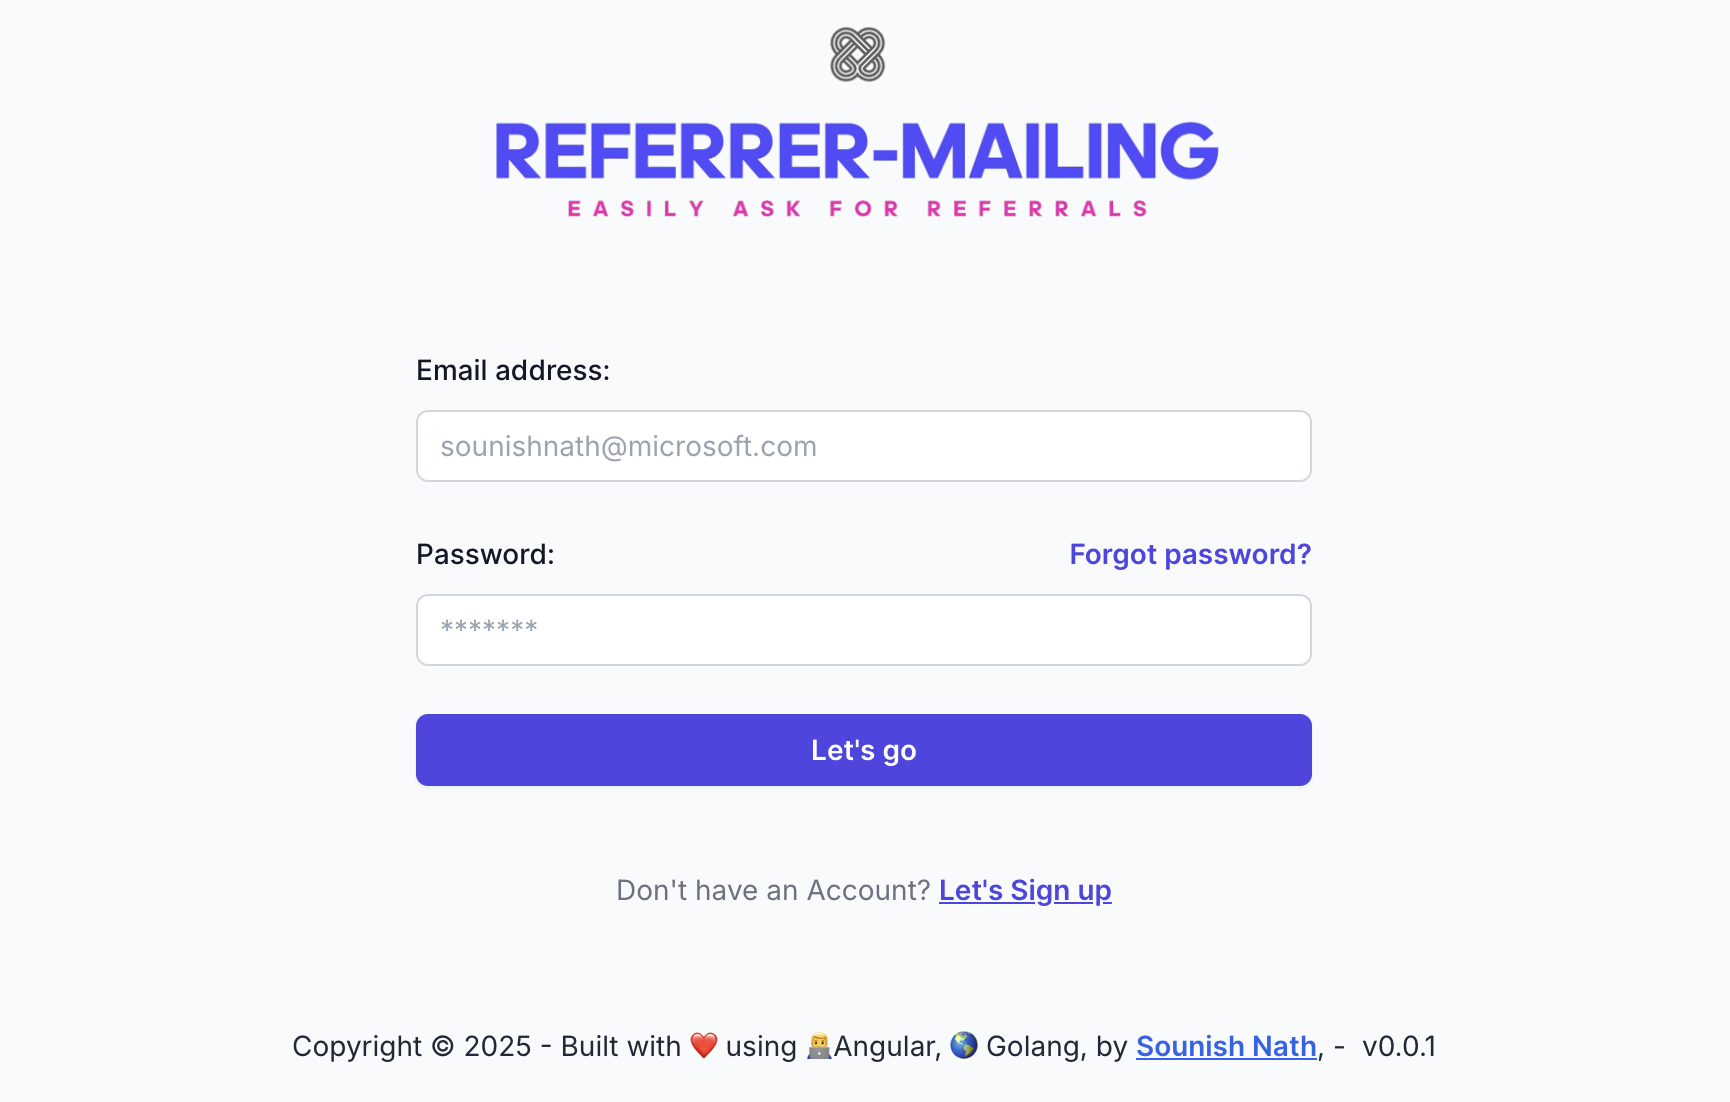 REFERRER-MAILING
EASILY ASK FOR REFERRALS
Email address:
sounishnath@microsoft.com
Password: Forgot password?
*******
Let's go
Don't have an Account? Let's Sign up
Copyright © 2025 - Built with ❤️ using 👨‍💻Angular, 🌎 Golang, by Sounish Nath, - v0.0.1